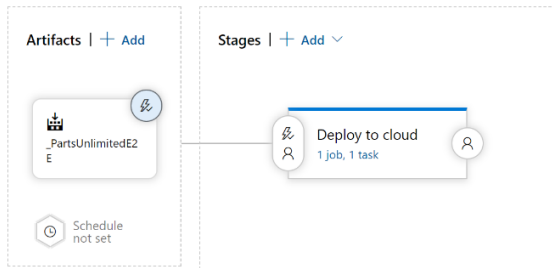 Artifacts | + Add
Stages | + Add
_PartsUnlimitedE2
E
Deploy to cloud
1 job, 1 task
Schedule
not set